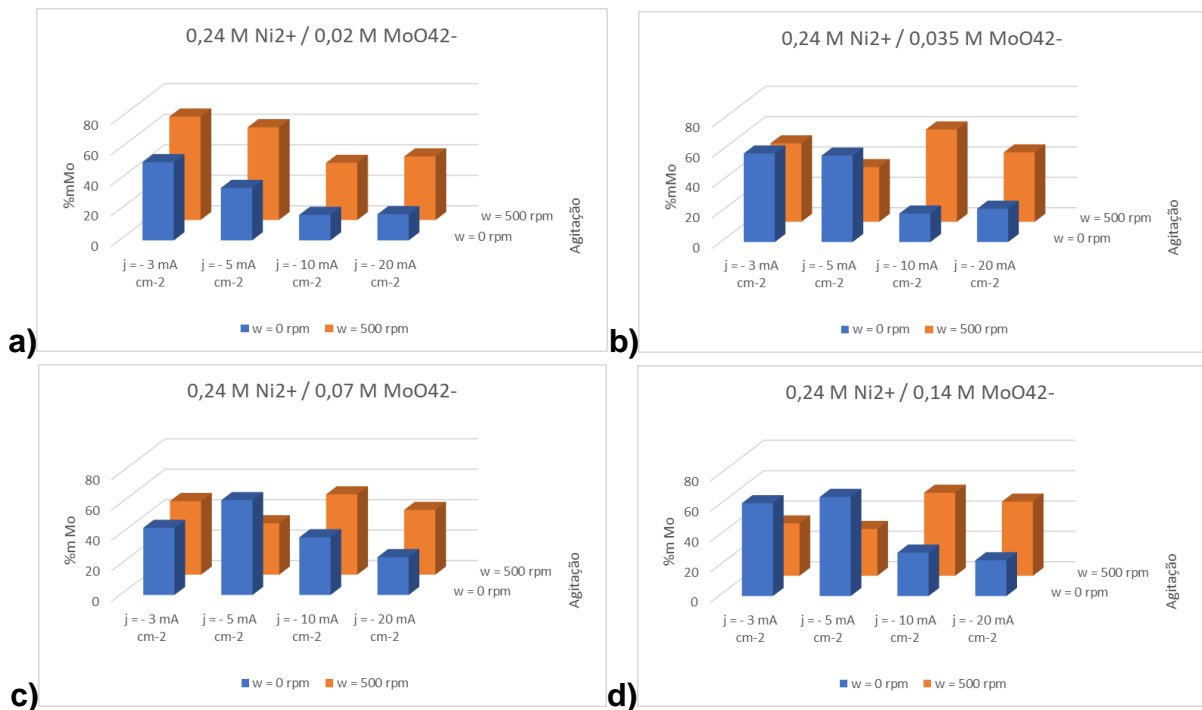 0,24 M Ni2+ / 0,02 M MoO42-
%mMo
80
60
40
20
0
j = - 3 mA
cm-2
j = - 5 mA
cm-2
j = - 10 mA
cm-2
j = - 20 mA
cm-2
w = 500 rpm
w = 0 rpm
Agitação
w = 0 rpm w = 500 rpm
a)
0,24 M Ni2+ / 0,035 M MoO42-
%mMo
80
60
40
20
0
j = - 3 mA
cm-2
j = - 5 mA
cm-2
j = - 10 mA
cm-2
j = - 20 mA
cm-2
w = 500 rpm
w = 0 rpm
Agitação
w = 0 rpm w = 500 rpm
b)
0,24 M Ni2+ / 0,07 M MoO42-
%m Mo
80
60
40
20
0
j = - 3 mA
cm-2
j = - 5 mA
cm-2
j = - 10 mA
cm-2
j = - 20 mA
cm-2
w = 500 rpm
w = 0 rpm
Agitação
w = 0 rpm w = 500 rpm
c)
0,24 M Ni2+ / 0,14 M MoO42-
%m Mo
80
60
40
20
0
j = - 3 mA
cm-2
j = - 5 mA
cm-2
j = - 10 mA
cm-2
j = - 20 mA
cm-2
w = 500 rpm
w = 0 rpm
Agitação
w = 0 rpm w = 500 rpm
d)